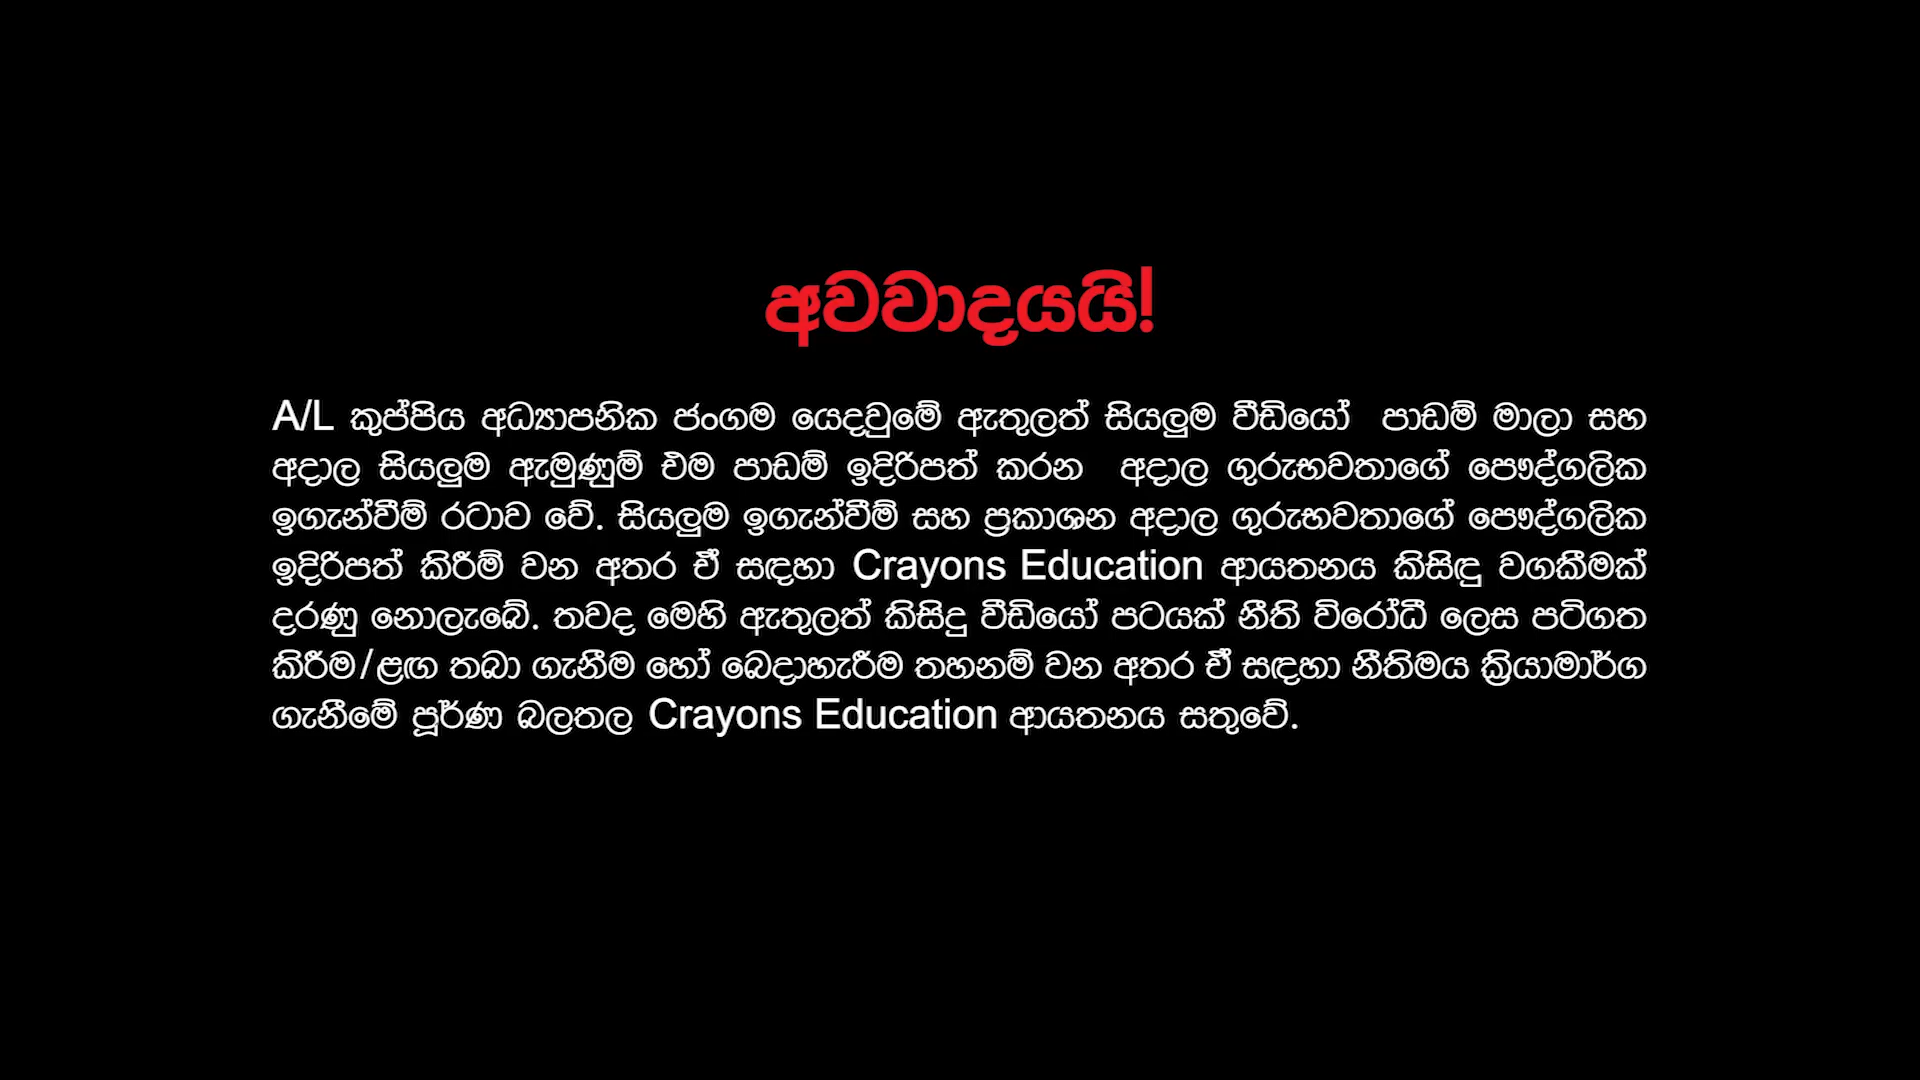 අවවාදයයි!
A/L කුප්පිය අධ්‍යාපනික ජංගම යෙදවුමේ ඇතුලත් සියලුම වීඩියෝ පාඩම් මාලා සහ
අදාල සියලුම ඇමුණුම් එම පාඩම් ඉදිරිපත් කරන අදාල ගුරුභවතාගේ පෞද්ගලික
ඉගැන්වීම් රටාව වේ. සියලුම ඉගැන්වීම් සහ ප්‍රකාශන අදාල ගුරුභවතාගේ පෞද්ගලික
ඉදිරිපත් කිරීම් වන අතර ඒ සඳහා Crayons Education ආයතනය කිසිඳු වගකීමක්
දරණු නොලැබේ. තවද මෙහි ඇතුලත් කිසිදු වීඩියෝ පටයක් නීති විරෝධී ලෙස පටිගත
කිරීම/ළඟ තබා ගැනීම හෝ බෙදාහැරීම තහනම් වන අතර ඒ සඳහා නීතිමය ක්‍රියාමාර්ග
ගැනීමේ පූර්ණ බලතල Crayons Education ආයතනය සතුවේ.